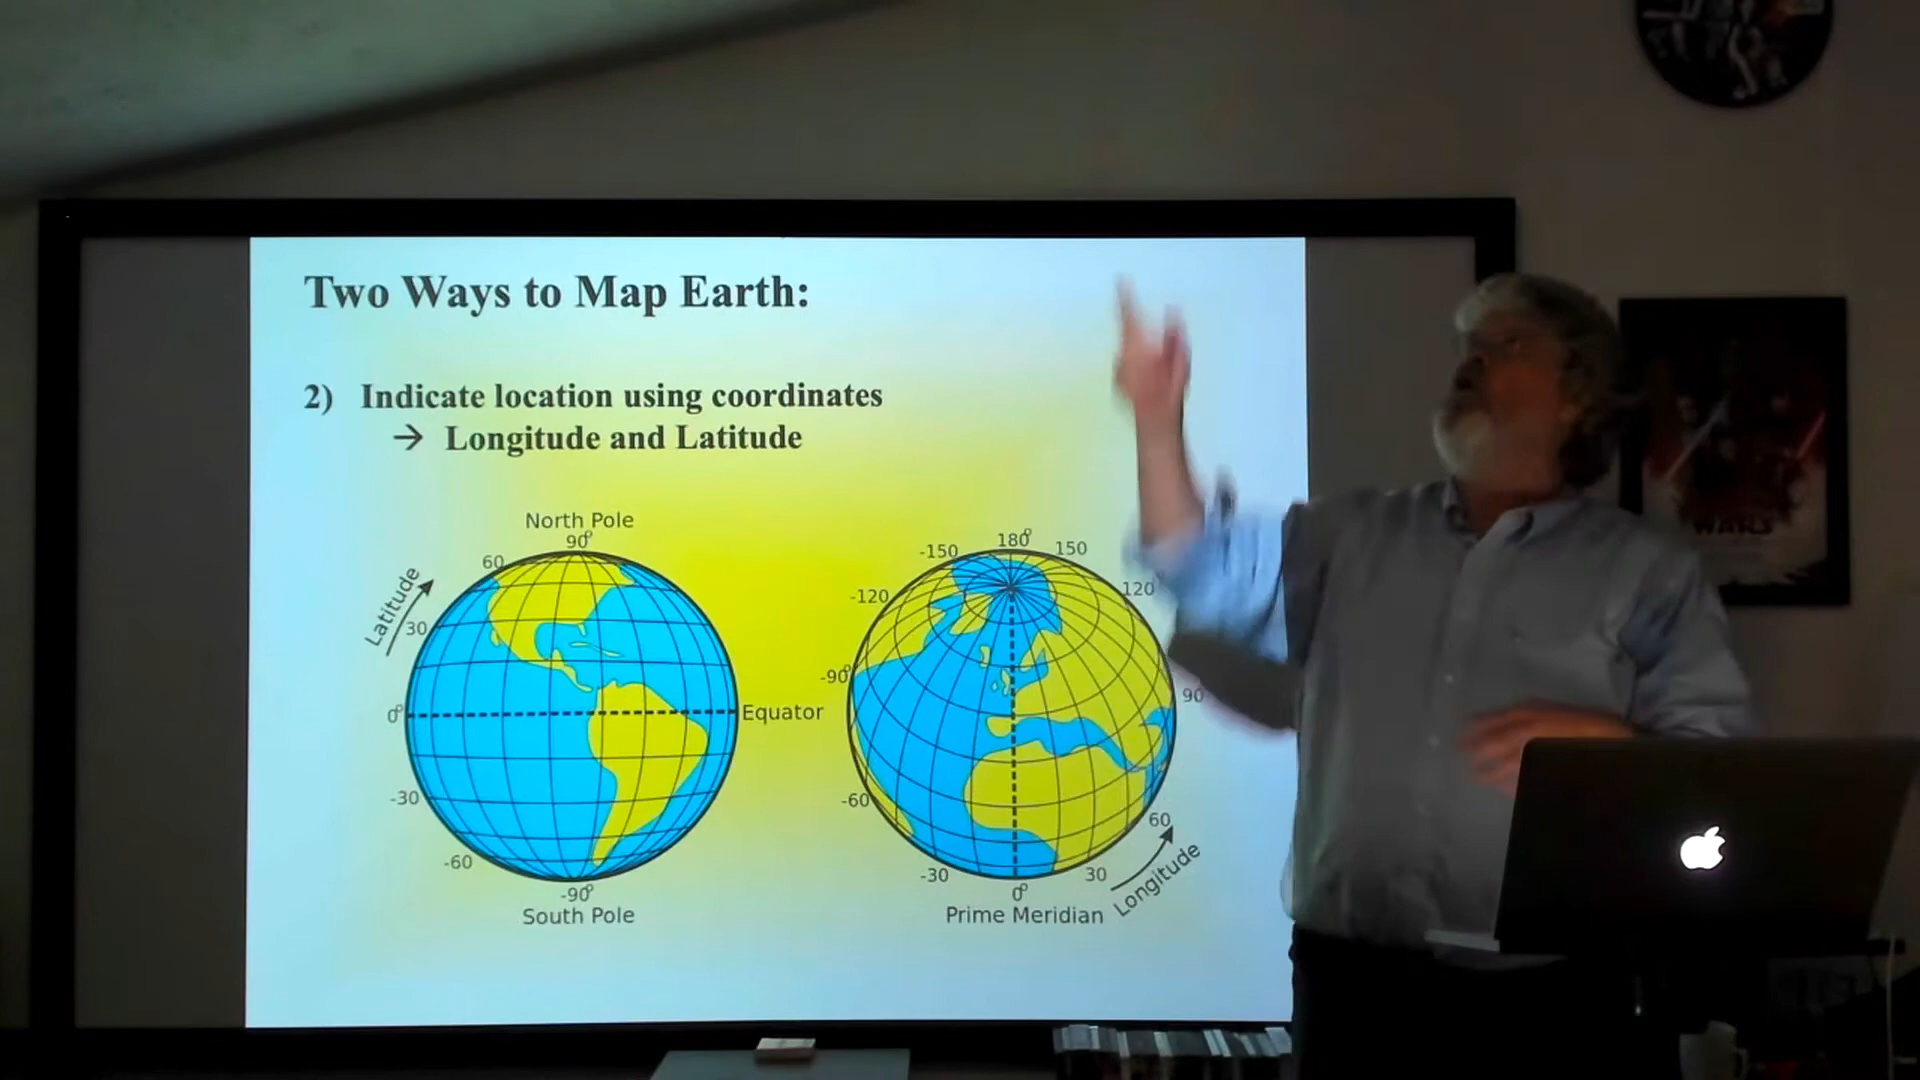 Two Ways to Map Earth:
2) Indicate location using coordinates
→ Longitude and Latitude
North Pole
90°
60
Latitude
30
0°
Equator
-30
-60
-90°
South Pole
180°
-150
150
-120
120
-90°
90
-60
60
-30
30
0°
Longitude
Prime Meridian
WARS